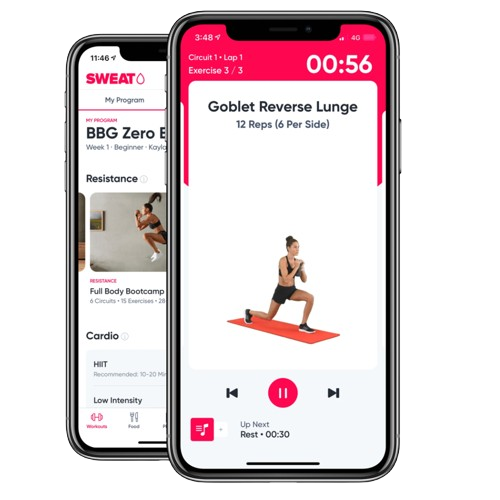 11:46
SWEAT
My Program
MY PROGRAM
BBG Zero E
Week 1 • Beginner • Kayla
Resistance
RESISTANCE
Full Body Bootcamp
6 Circuits • 15 Exercises • 28
Cardio
HIIT
Recommended: 10-20 Min
Low Intensity
Workouts
Food
3:48
4G
Circuit 1 • Lap 1
Exercise 3 / 3
00:56
Goblet Reverse Lunge
12 Reps (6 Per Side)
Up Next
Rest • 00:30